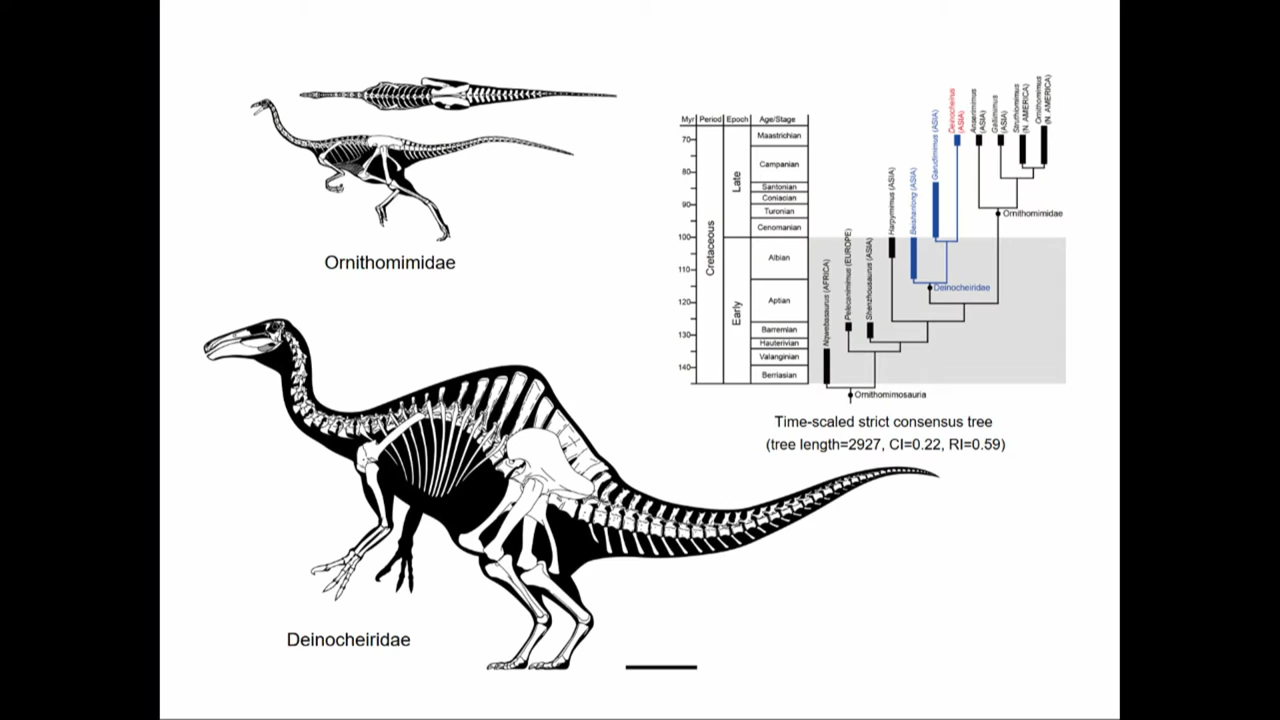 Ornithomimidae
Deinocheiridae
Myr Period Epoch Age/Stage
70
80
90
100
110
120
130
140
Cretaceous
Late
Early
Maastrichian
Campanian
Santonian
Coniacian
Turonian
Cenomanian
Albian
Aptian
Barremian
Hauterivian
Valanginian
Berriasian
Nqwebasaurus (AFRICA)
Pelecanimimus (EUROPE)
Shenzhousaurus (ASIA)
Harpymimus (ASIA)
Beishanlong (ASIA)
Garudimimus (ASIA)
Deinocheirus
(ASIA)
Anserimimus
(ASIA)
Gallimimus
(ASIA)
Struthiomimus
(N. AMERICA)
Ornithomimus
(N. AMERICA)
Ornithomimidae
Deinocheiridae
Ornithomimosauria
Time-scaled strict consensus tree
(tree length=2927, CI=0.22, RI=0.59)